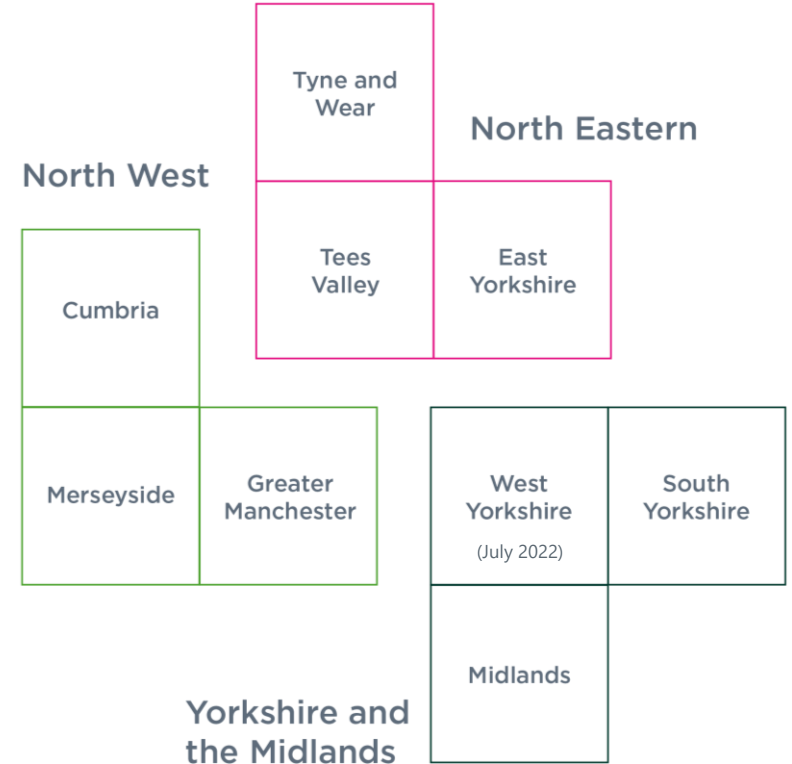 Tyne and
Wear
North Eastern
North West
Tees
Valley
East
Yorkshire
Cumbria
Merseyside
Greater
Manchester
West
Yorkshire
(July 2022)
South
Yorkshire
Midlands
Yorkshire and
the Midlands